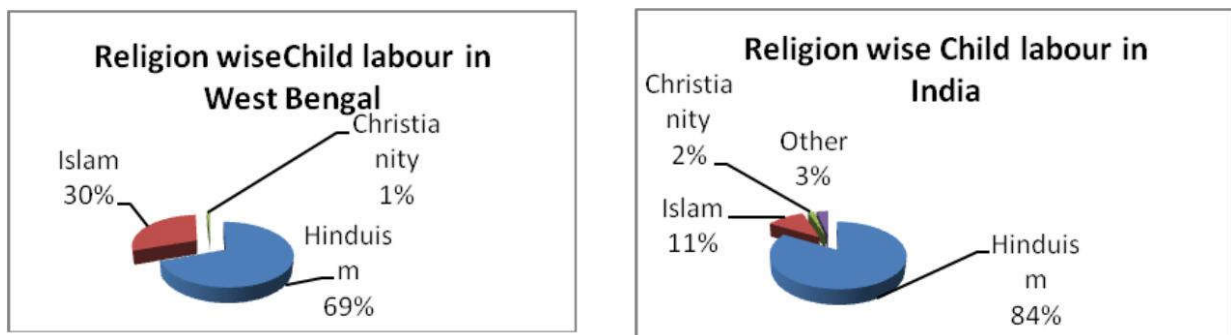 Religion wiseChild labour in
West Bengal
Christia
nity
1%
Islam
30%
Hinduis
m
69%
Religion wise Child labour in
India
Christia
nity
2%
Other
3%
Islam
11%
Hinduis
m
84%